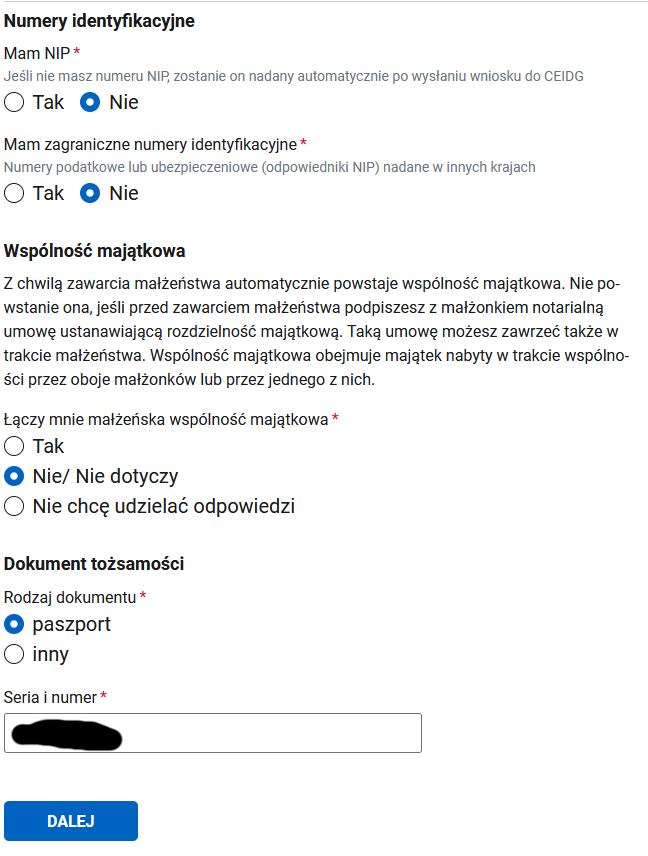 Numery identyfikacyjne
Mam NIP *
Jeśli nie masz numeru NIP, zostanie on nadany automatycznie po wysłaniu wniosku do CEIDG
Tak Nie
Mam zagraniczne numery identyfikacyjne *
Numery podatkowe lub ubezpieczeniowe (odpowiedniki NIP) nadane w innych krajach
Tak Nie
Wspólność majątkowa
Z chwilą zawarcia małżeństwa automatycznie powstaje wspólność majątkowa. Nie po-
wstanie ona, jeśli przed zawarciem małżeństwa podpiszesz z małżonkiem notarialną
umowę ustanawiającą rozdzielność majątkową. Taką umowę możesz zawrzeć także w
trakcie małżeństwa. Wspólność majątkowa obejmuje majątek nabyty w trakcie wspólno-
ści przez oboje małżonków lub przez jednego z nich.
Łączy mnie małżeńska wspólność majątkowa *
Tak
Nie/ Nie dotyczy
Nie chcę udzielać odpowiedzi
Dokument tożsamości
Rodzaj dokumentu *
paszport
inny
Seria i numer *
DALEJ